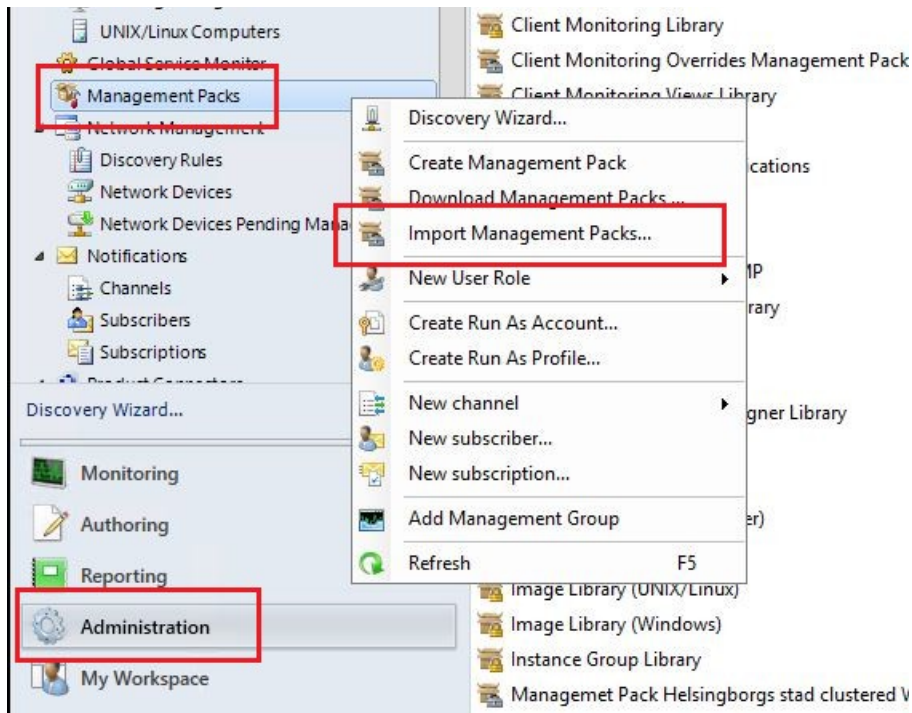 UNIX/Linux Computers
Global Service Monitor
Management Packs
Network Management
Discovery Rules
Network Devices
Network Devices Pending Mana
Notifications
Channels
Subscribers
Subscriptions
Product Connectors
Discovery Wizard...
Monitoring
Authoring
Reporting
Administration
My Workspace
Discovery Wizard...
Create Management Pack
Download Management Packs ...
Import Management Packs...
New User Role
Create Run As Account...
Create Run As Profile...
New channel
New subscriber...
New subscription...
Add Management Group
Refresh F5
Client Monitoring Library
Client Monitoring Overrides Management Pack
Client Monitoring Views Library
cations
MP
rary
gner Library
er)
Image Library (UNIX/Linux)
Image Library (Windows)
Instance Group Library
Managemet Pack Helsingborgs stad clustered W